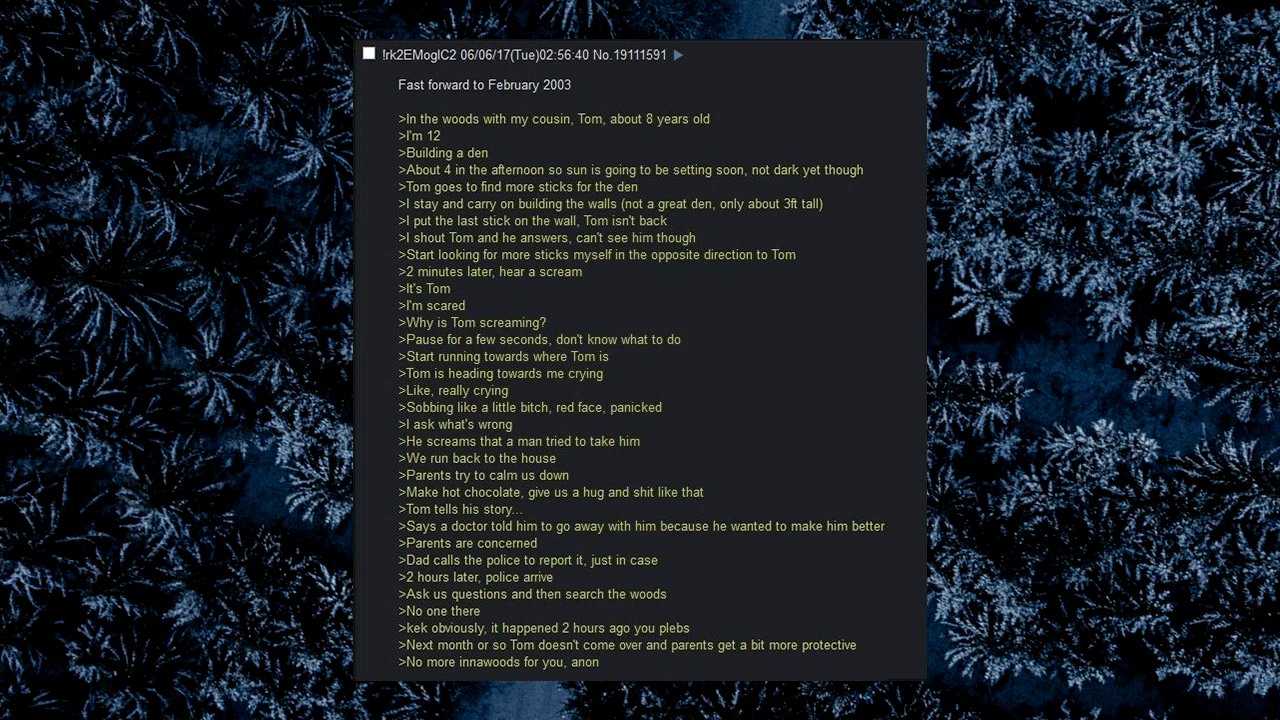 !rk2EMogIC2 06/06/17(Tue)02:56:40 No.19111591 ▶
Fast forward to February 2003
>In the woods with my cousin, Tom, about 8 years old
>I'm 12
>Building a den
>About 4 in the afternoon so sun is going to be setting soon, not dark yet though
>Tom goes to find more sticks for the den
>I stay and carry on building the walls (not a great den, only about 3ft tall)
>I put the last stick on the wall, Tom isn't back
>I shout Tom and he answers, can't see him though
>Start looking for more sticks myself in the opposite direction to Tom
>2 minutes later, hear a scream
>It's Tom
>I'm scared
>Why is Tom screaming?
>Pause for a few seconds, don't know what to do
>Start running towards where Tom is
>Tom is heading towards me crying
>Like, really crying
>Sobbing like a little bitch, red face, panicked
>I ask what's wrong
>He screams that a man tried to take him
>We run back to the house
>Parents try to calm us down
>Make hot chocolate, give us a hug and shit like that
>Tom tells his story...
>Says a doctor told him to go away with him because he wanted to make him better
>Parents are concerned
>Dad calls the police to report it, just in case
>2 hours later, police arrive
>Ask us questions and then search the woods
>No one there
>kek obviously, it happened 2 hours ago you plebs
>Next month or so Tom doesn't come over and parents get a bit more protective
>No more innawoods for you, anon